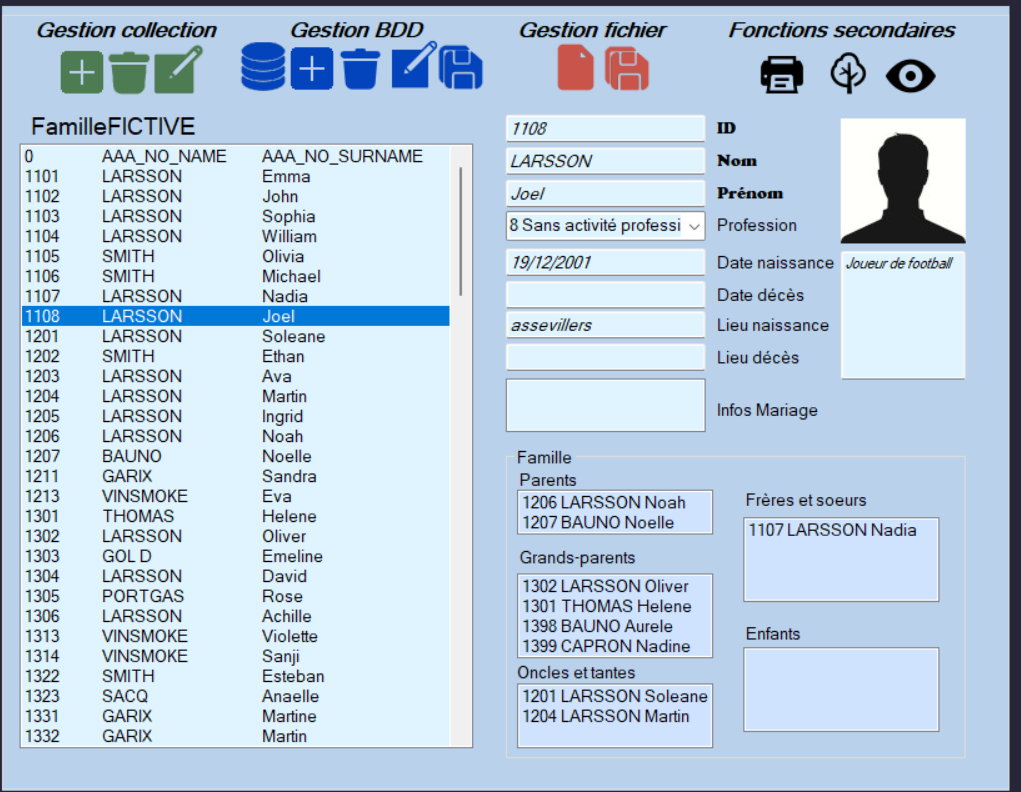 Gestion collection Gestion BDD Gestion fichier Fonctions secondaires
FamilleFICTIVE
0 AAA_NO_NAME AAA_NO_SURNAME
1101 LARSSON Emma
1102 LARSSON John
1103 LARSSON Sophia
1104 LARSSON William
1105 SMITH Olivia
1106 SMITH Michael
1107 LARSSON Nadia
1108 LARSSON Joel
1201 LARSSON Soleane
1202 SMITH Ethan
1203 LARSSON Ava
1204 LARSSON Martin
1205 LARSSON Ingrid
1206 LARSSON Noah
1207 BAUNO Noelle
1211 GARIX Sandra
1213 VINSMOKE Eva
1301 THOMAS Helene
1302 LARSSON Oliver
1303 GOL D Emeline
1304 LARSSON David
1305 PORTGAS Rose
1306 LARSSON Achille
1313 VINSMOKE Violette
1314 VINSMOKE Sanji
1322 SMITH Esteban
1323 SACQ Anaelle
1331 GARIX Martine
1332 GARIX Martin
1108 ID
LARSSON Nom
Joel Prénom
8 Sans activité professi Profession
19/12/2001 Date naissance
Date décès
assevillers Lieu naissance
Lieu décès
Infos Mariage
Joueur de football
Famille
Parents
1206 LARSSON Noah
1207 BAUNO Noelle
Grands-parents
1302 LARSSON Oliver
1301 THOMAS Helene
1398 BAUNO Aurele
1399 CAPRON Nadine
Oncles et tantes
1201 LARSSON Soleane
1204 LARSSON Martin
Frères et soeurs
1107 LARSSON Nadia
Enfants